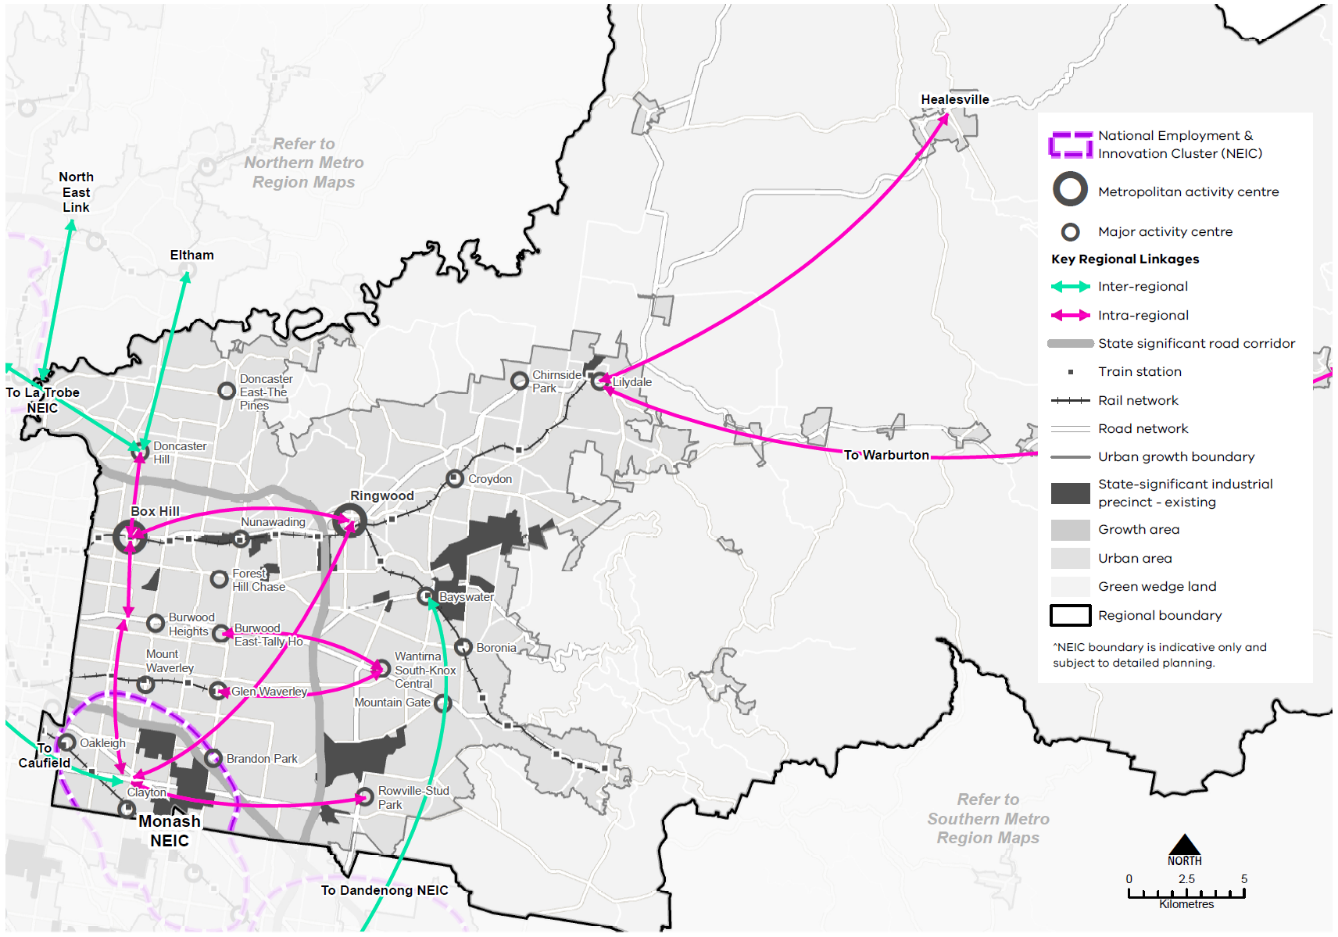 Healesville
Refer to
Northern Metro
Region Maps
North
East
Link
Eltham
To La Trobe
NEIC
Doncaster
East-The
Pines
Chirnside
Park
Lilydale
Doncaster
Hill
To Warburton
Croydon
Ringwood
Box Hill
Nunawading
Forest
Hill Chase
Bayswater
Burwood
Heights
Burwood
East-Tally Ho
Boronia
Mount
Waverley
Wantirna
South-Knox
Central
Glen Waverley
Mountain Gate
Oakleigh
To
Caufield
Brandon Park
Clayton
Rowville-Stud
Park
Monash
NEIC
To Dandenong NEIC
Refer to
Southern Metro
Region Maps
National Employment &
Innovation Cluster (NEIC)
Metropolitan activity centre
Major activity centre
Key Regional Linkages
Inter-regional
Intra-regional
State significant road corridor
Train station
Rail network
Road network
Urban growth boundary
State-significant industrial
precinct - existing
Growth area
Urban area
Green wedge land
Regional boundary
^NEIC boundary is indicative only and
subject to detailed planning.
NORTH
0 2.5 5
Kilometres